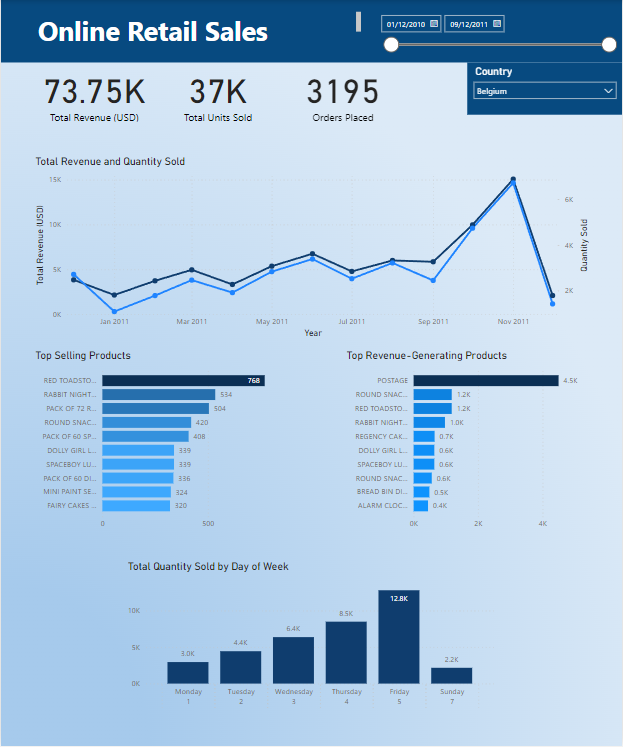 Online Retail Sales
01/12/2010 09/12/2011
Country
Belgium
73.75K 37K 3195
Total Revenue (USD) Total Units Sold Orders Placed
Total Revenue and Quantity Sold
Total Revenue (USD)
15K
10K
5K
0K
6K
4K
2K
Quantity Sold
Jan 2011 Mar 2011 May 2011 Jul 2011 Sep 2011 Nov 2011
Year
Top Selling Products
RED TOADSTO... 768
RABBIT NIGHT... 534
PACK OF 72 R... 504
ROUND SNAC... 420
PACK OF 60 SP... 408
DOLLY GIRL L... 339
SPACEBOY LU... 339
PACK OF 60 DI... 336
MINI PAINT SE... 324
FAIRY CAKES ... 320
0 500
Top Revenue-Generating Products
POSTAGE 4.5K
ROUND SNAC... 1.2K
RED TOADSTO... 1.2K
RABBIT NIGHT... 1.0K
REGENCY CAK... 0.7K
DOLLY GIRL L... 0.6K
SPACEBOY LU... 0.6K
ROUND SNAC... 0.6K
BREAD BIN DI... 0.5K
ALARM CLOC... 0.4K
0K 2K 4K
Total Quantity Sold by Day of Week
10K
5K
0K
3.0K 4.4K 6.4K 8.5K 12.8K 2.2K
Monday Tuesday Wednesday Thursday Friday Sunday
1 2 3 4 5 7